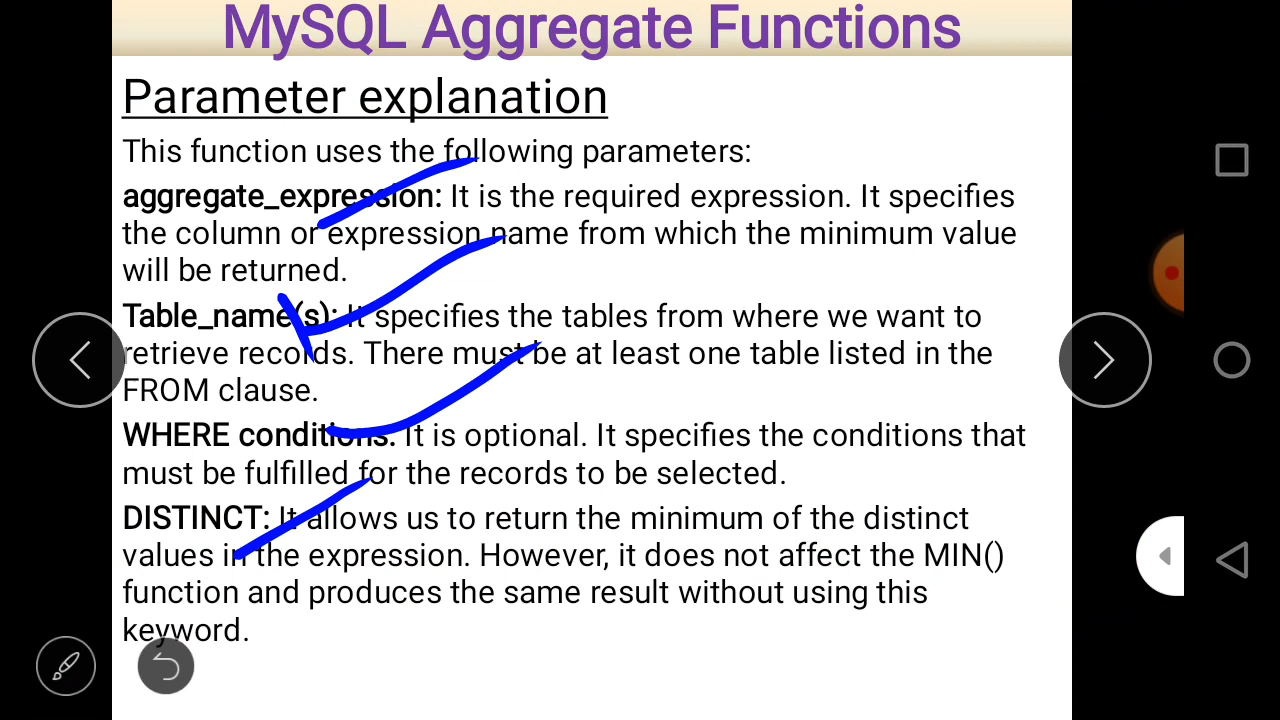 MySQL Aggregate Functions
Parameter explanation
This function uses the following parameters:
aggregate_expression: It is the required expression. It specifies
the column or expression name from which the minimum value
will be returned.
Table_name(s): It specifies the tables from where we want to
retrieve records. There must be at least one table listed in the
FROM clause.
WHERE conditions: It is optional. It specifies the conditions that
must be fulfilled for the records to be selected.
DISTINCT: It allows us to return the minimum of the distinct
values in the expression. However, it does not affect the MIN()
function and produces the same result without using this
keyword.